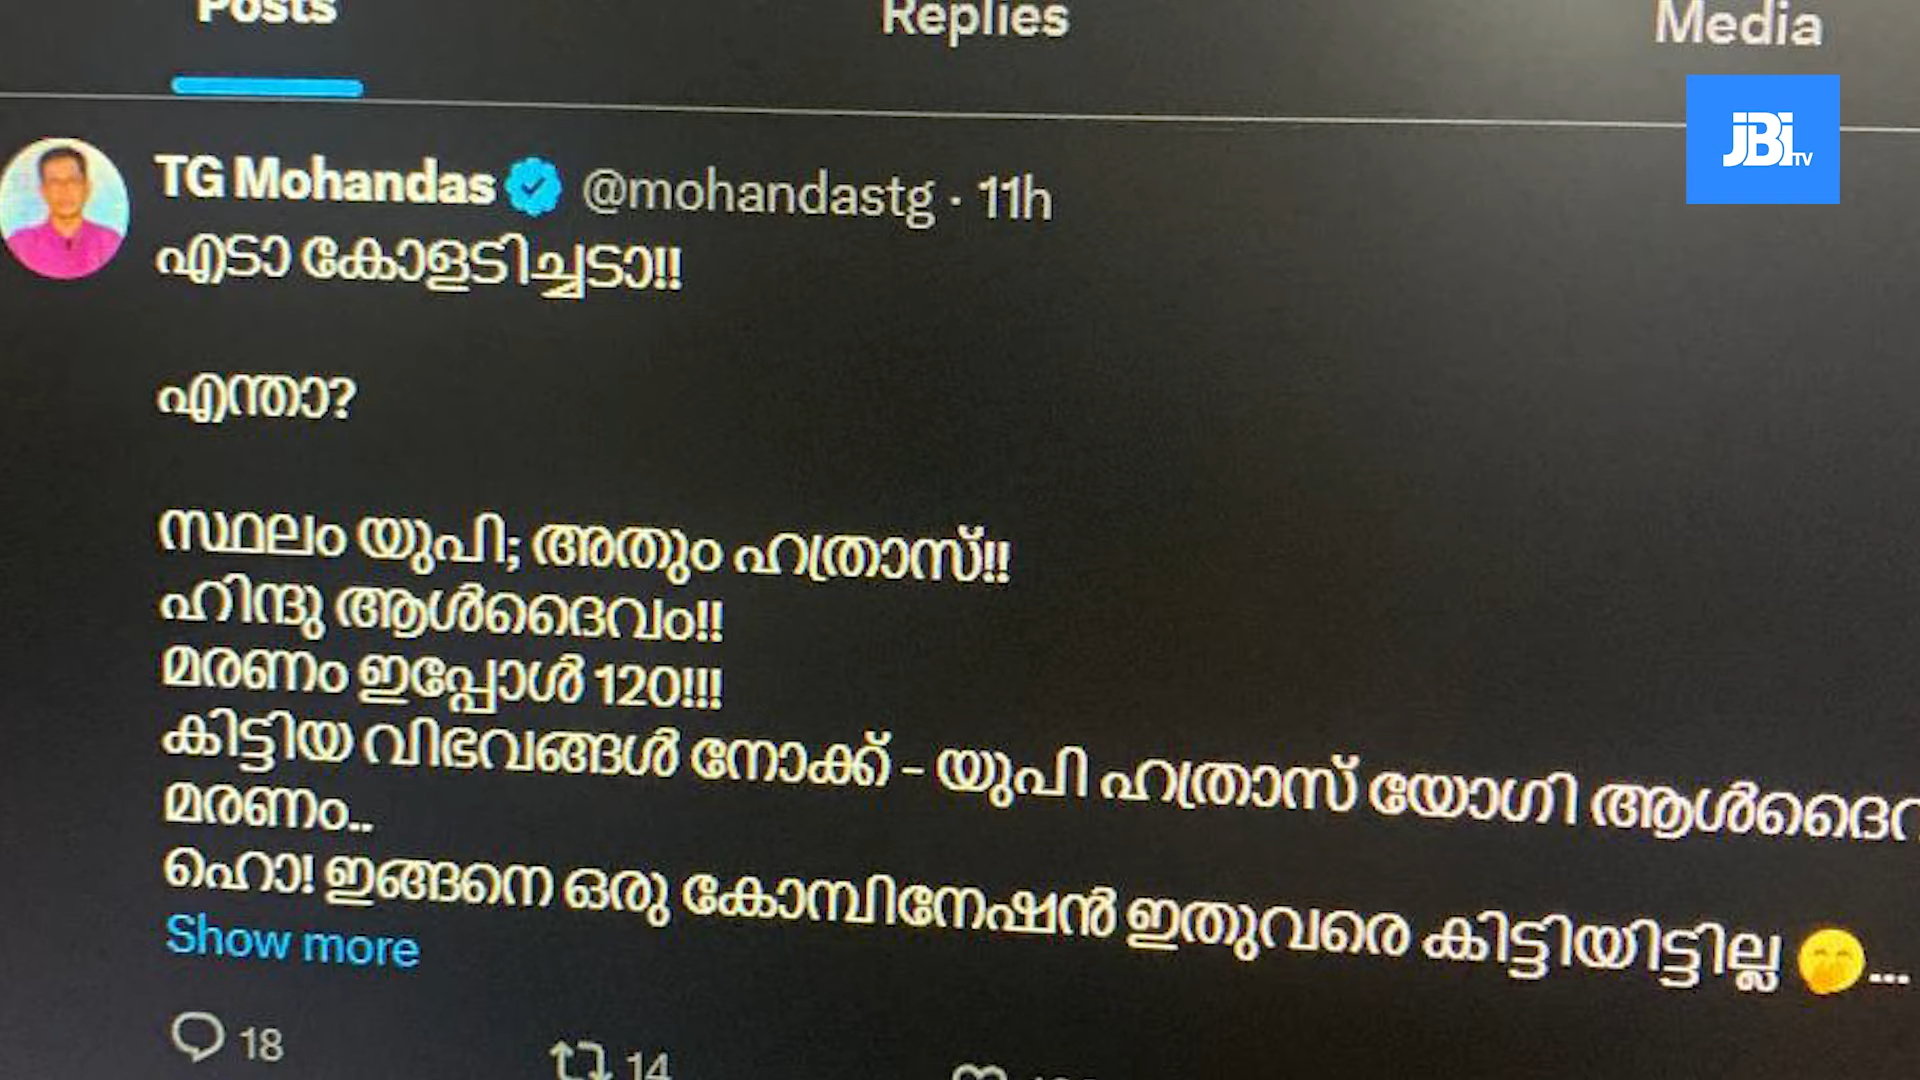 Posts Replies Media
JBi TV
TG Mohandas @mohandastg · 11h
എടാ കോളടിച്ചടാ!!
എന്താ?
സ്ഥലം യുപി; അതും ഹത്രാസ്!!
ഹിന്ദു ആൾദൈവം!!
മരണം ഇപ്പോൾ 120!!!
കിട്ടിയ വിഭവങ്ങൾ നോക്ക് - യുപി ഹത്രാസ് യോഗി
മരണം..
ഹൊ! ഇങ്ങനെ ഒരു കോമ്പിനേഷൻ ഇതുവരെ കിട്ടിയിട്ടില്ല 🤭...
Show more
18 14